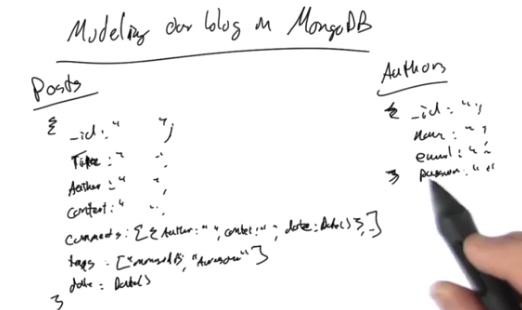 Modeling our blog in MongoDB
Posts
{ _id: " ",
Title: " ",
Author: " ",
content: " ",
comments: [{Author: " ", content: " ", date: Date()}, _]
tags = ["mongodb", "Awesome"]
date: Date()
}
Authors
{ _id: " ",
name: " ",
email: " ",
} password: " "